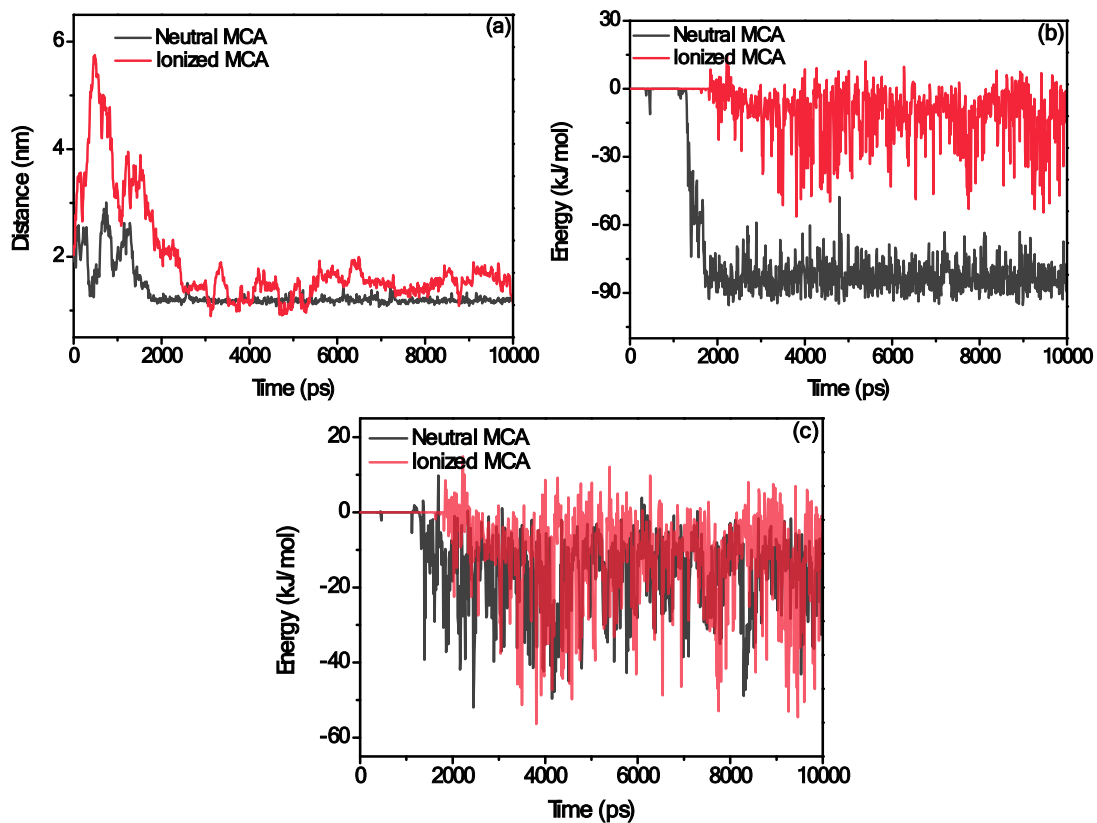 (a)
Neutral MCA
Ionized MCA
6
4
2
Distance (nm)
0 2000 4000 6000 8000 10000
Time (ps)
(b)
Neutral MCA
Ionized MCA
30
0
-30
-60
-90
Energy (kJ/mol)
0 2000 4000 6000 8000 10000
Time (ps)
(c)
Neutral MCA
Ionized MCA
20
0
-20
-40
-60
Energy (kJ/mol)
0 2000 4000 6000 8000 10000
Time (ps)